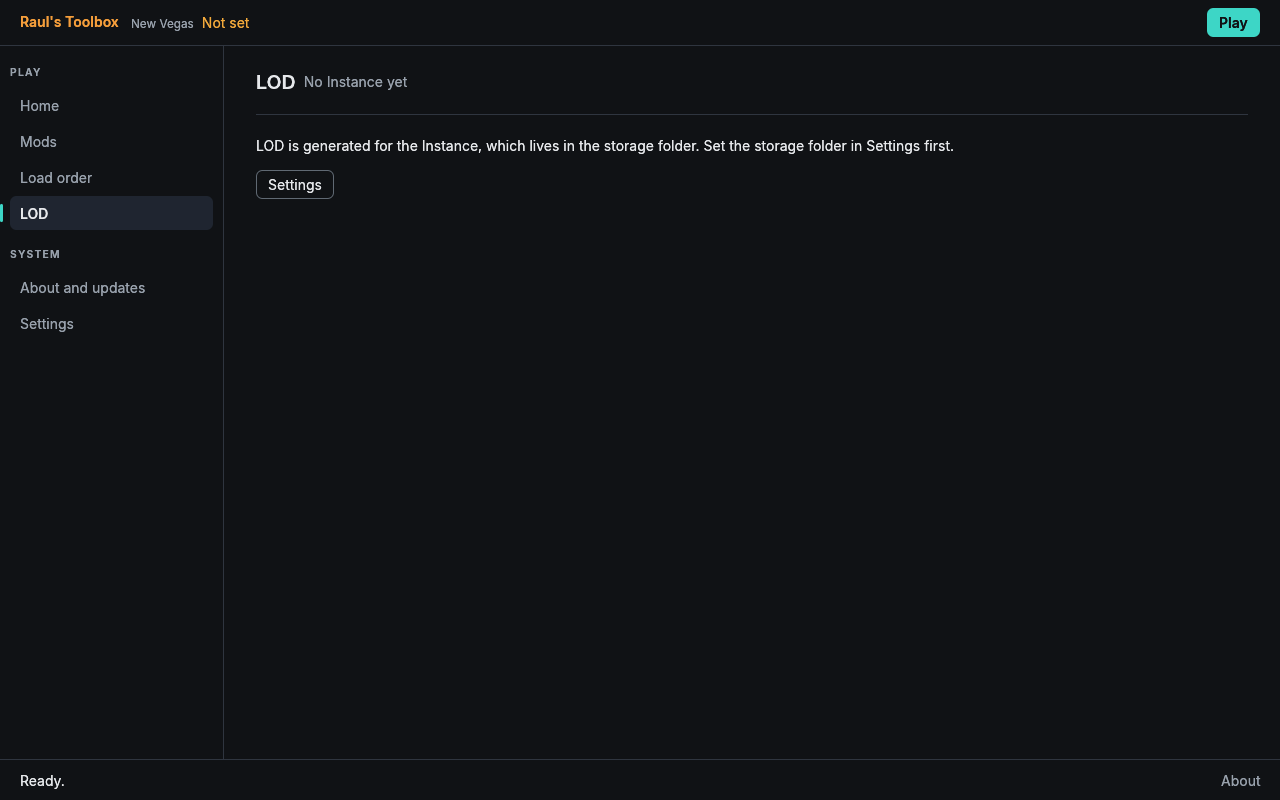 Raul's Toolbox New Vegas Not set Play
PLAY
Home
Mods
Load order
LOD
SYSTEM
About and updates
Settings
LOD No Instance yet
LOD is generated for the Instance, which lives in the storage folder. Set the storage folder in Settings first.
Settings
Ready. About